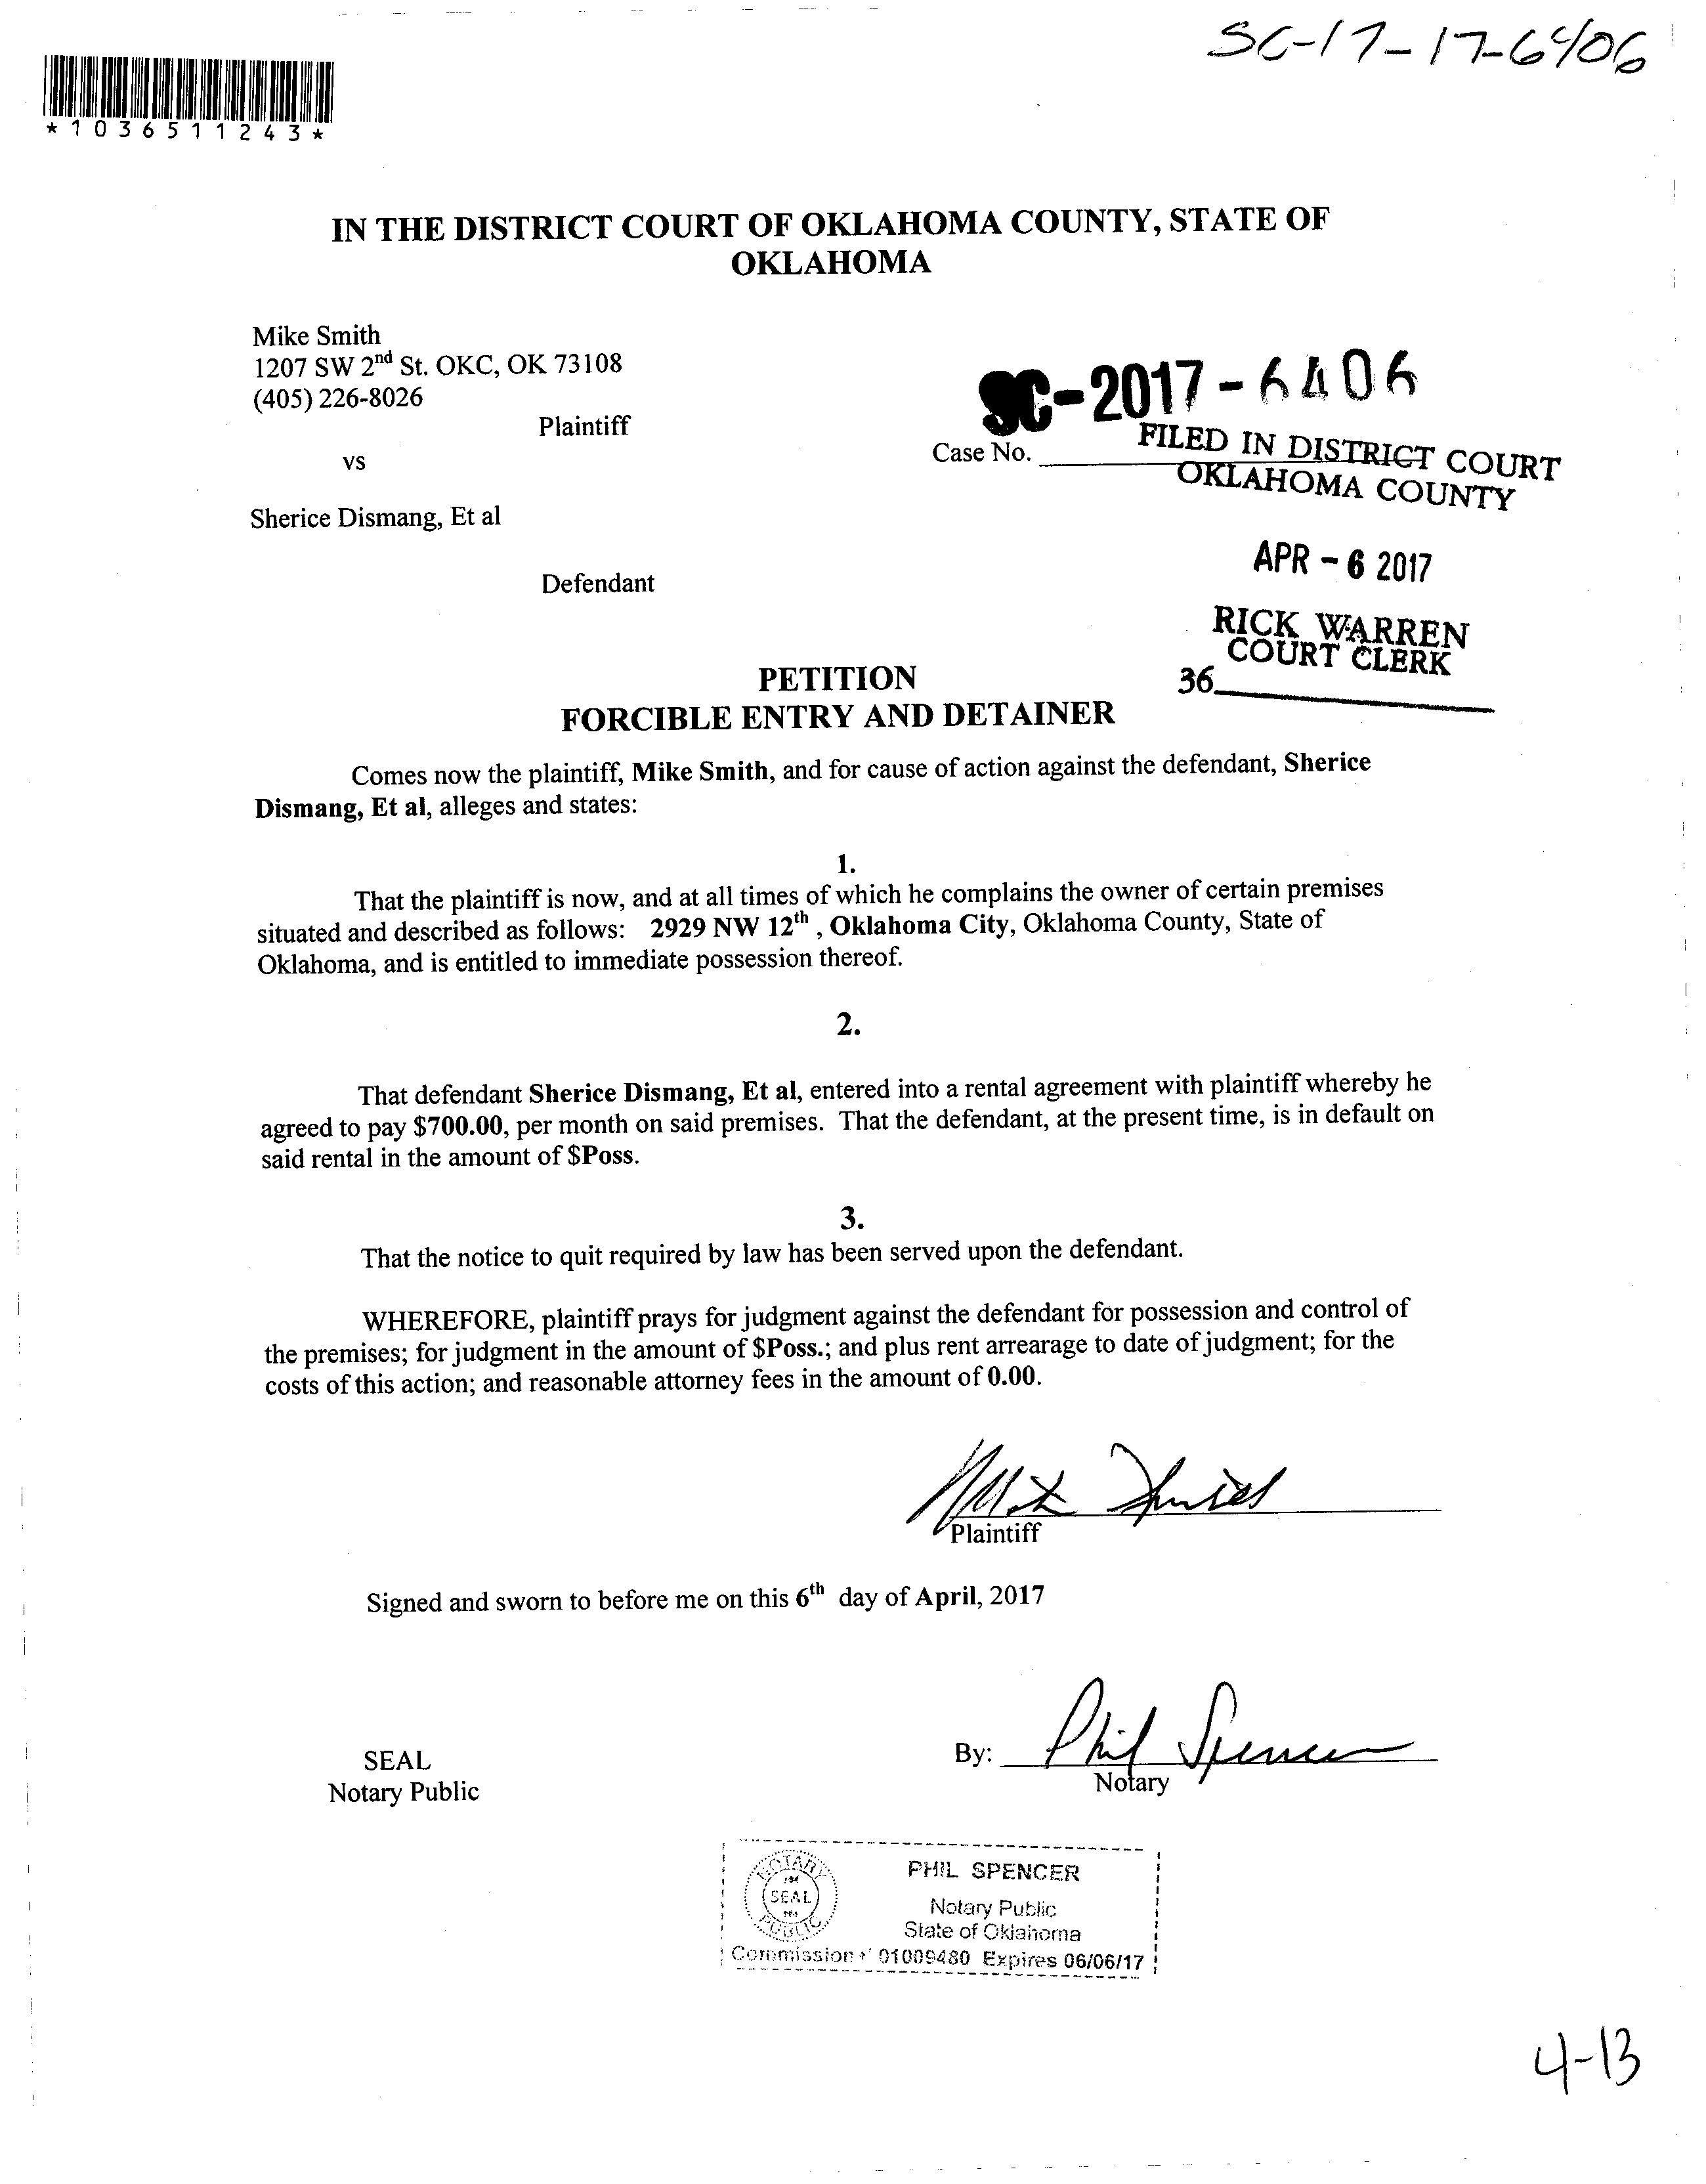 SC-17-17-6406
*1036511243*
IN THE DISTRICT COURT OF OKLAHOMA COUNTY, STATE OF
OKLAHOMA
Mike Smith
1207 SW 2nd St. OKC, OK 73108
(405) 226-8026
Plaintiff
vs
Sherice Dismang, Et al
Defendant
SC-2017-6406
Case No.
FILED IN DISTRICT COURT
OKLAHOMA COUNTY
APR - 6 2017
RICK WARREN
COURT CLERK
36
PETITION
FORCIBLE ENTRY AND DETAINER
Comes now the plaintiff, Mike Smith, and for cause of action against the defendant, Sherice
Dismang, Et al, alleges and states:
1.
That the plaintiff is now, and at all times of which he complains the owner of certain premises
situated and described as follows: 2929 NW 12th , Oklahoma City, Oklahoma County, State of
Oklahoma, and is entitled to immediate possession thereof.
2.
That defendant Sherice Dismang, Et al, entered into a rental agreement with plaintiff whereby he
agreed to pay $700.00, per month on said premises. That the defendant, at the present time, is in default on
said rental in the amount of $Poss.
3.
That the notice to quit required by law has been served upon the defendant.
WHEREFORE, plaintiff prays for judgment against the defendant for possession and control of
the premises; for judgment in the amount of $Poss.; and plus rent arrearage to date of judgment; for the
costs of this action; and reasonable attorney fees in the amount of 0.00.
Plaintiff
Signed and sworn to before me on this 6th day of April, 2017
SEAL
Notary Public
By: Phil Spencer
Notary
NOTARY
SEAL
PUBLIC
PHIL SPENCER
Notary Public
State of Oklahoma
Commission # 01009480 Expires 06/06/17
4-13